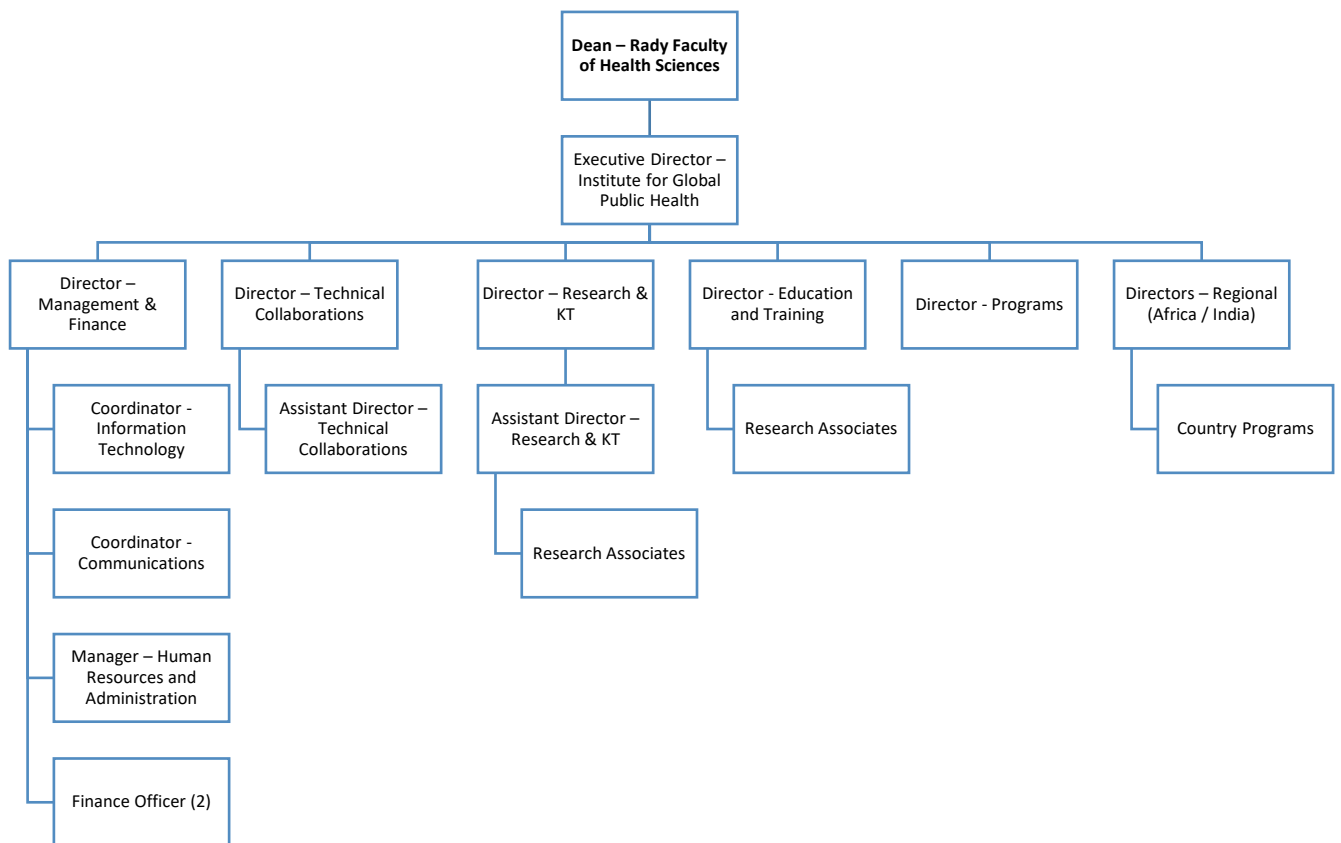 Dean – Rady Faculty
of Health Sciences
Executive Director –
Institute for Global
Public Health
Director –
Management &
Finance
Director – Technical
Collaborations
Director – Research &
KT
Director - Education
and Training
Director - Programs
Directors – Regional
(Africa / India)
Coordinator -
Information
Technology
Assistant Director –
Technical
Collaborations
Assistant Director –
Research & KT
Research Associates
Country Programs
Coordinator -
Communications
Research Associates
Manager – Human
Resources and
Administration
Finance Officer (2)